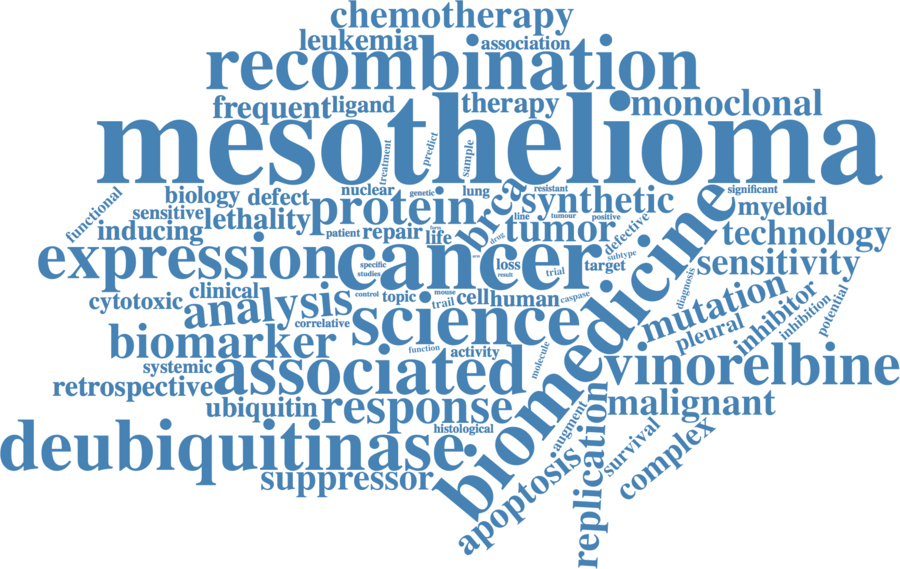 chemotherapy
leukemia association
recombination
frequent ligand therapy monoclonal
mesothelioma
treatment predict sample
functional biology defect nuclear genetic lung resistant significant
sensitive lethality protein line tumour positive synthetic myeloid
inducing patient repair form life brca drug tumor defective technology
expression cancer specific studies loss result trial target subtype sensitivity
cytotoxic clinical control topic mouse trail cell human caspase diagnosis
analysis correlative science mutation inhibitor inhibition potential
biomarker function activity molecule pleural
systemic associated vinorelbine
retrospective
ubiquitin response biomedicine malignant
histological augment survival complex
deubiquitinase
suppressor apoptosis replication